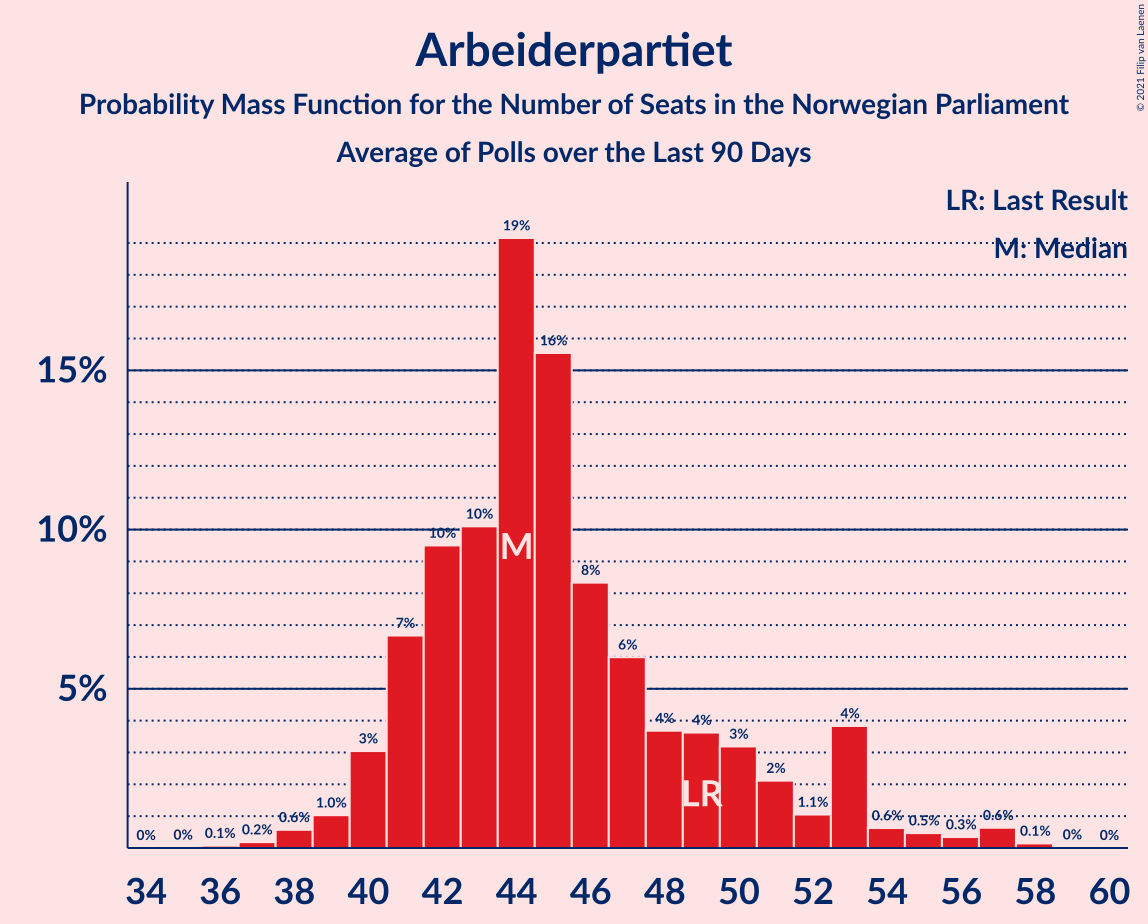 Arbeiderpartiet
Probability Mass Function for the Number of Seats in the Norwegian Parliament
Average of Polls over the Last 90 Days
© 2021 Filip van Laenen
LR: Last Result
M: Median
15%
10%
5%
0% 0% 0.1% 0.2% 0.6% 1.0% 3% 7% 10% 10% 19% 16% 8% 6% 4% 4% 3% 2% 1.1% 4% 0.6% 0.5% 0.3% 0.6% 0.1% 0% 0%
M
LR
34 36 38 40 42 44 46 48 50 52 54 56 58 60